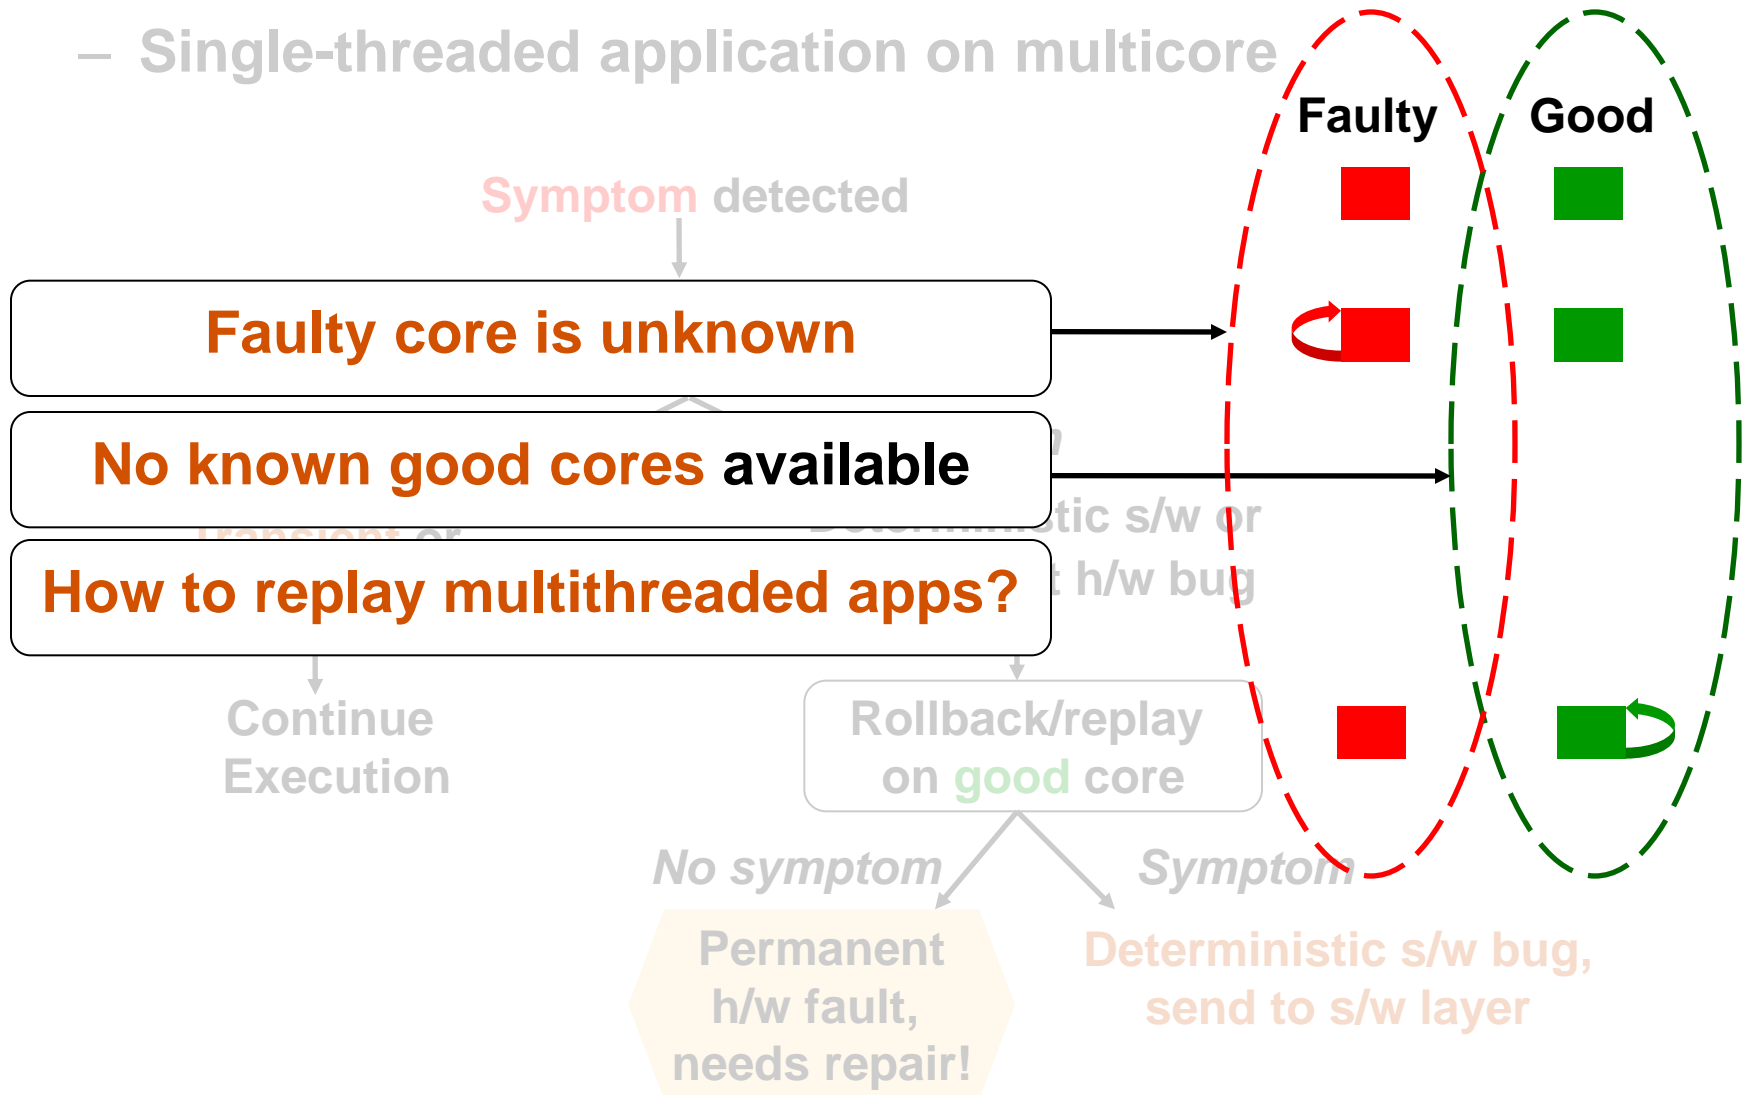 – Single-threaded application on multicore
Faulty Good
Symptom detected
Faulty core is unknown
No known good cores available
s/w or
How to replay multithreaded apps?
h/w bug
Continue
Execution
Rollback/replay
on good core
No symptom
Symptom
Permanent
h/w fault,
needs repair!
Deterministic s/w bug,
send to s/w layer